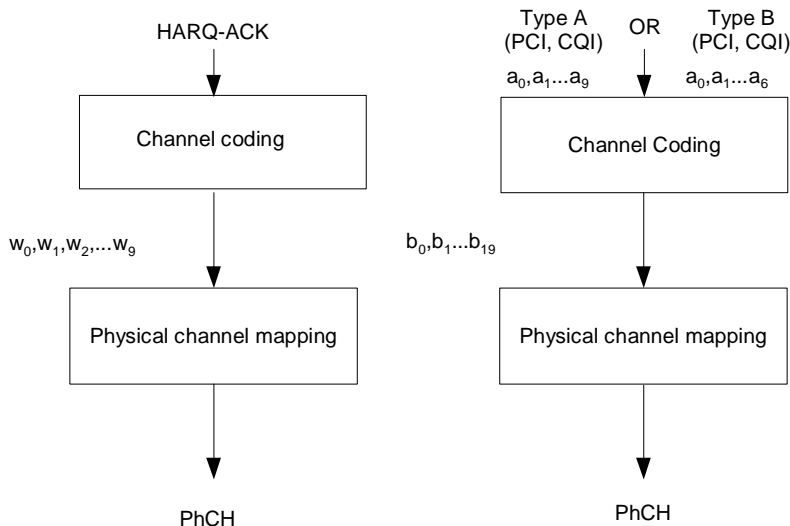 HARQ-ACK
Channel coding
w0,w1,w2,...w9
Physical channel mapping
PhCH
Type A
(PCI, CQI)
OR
Type B
(PCI, CQI)
a0,a1...a9
a0,a1...a6
Channel Coding
b0,b1...b19
Physical channel mapping
PhCH